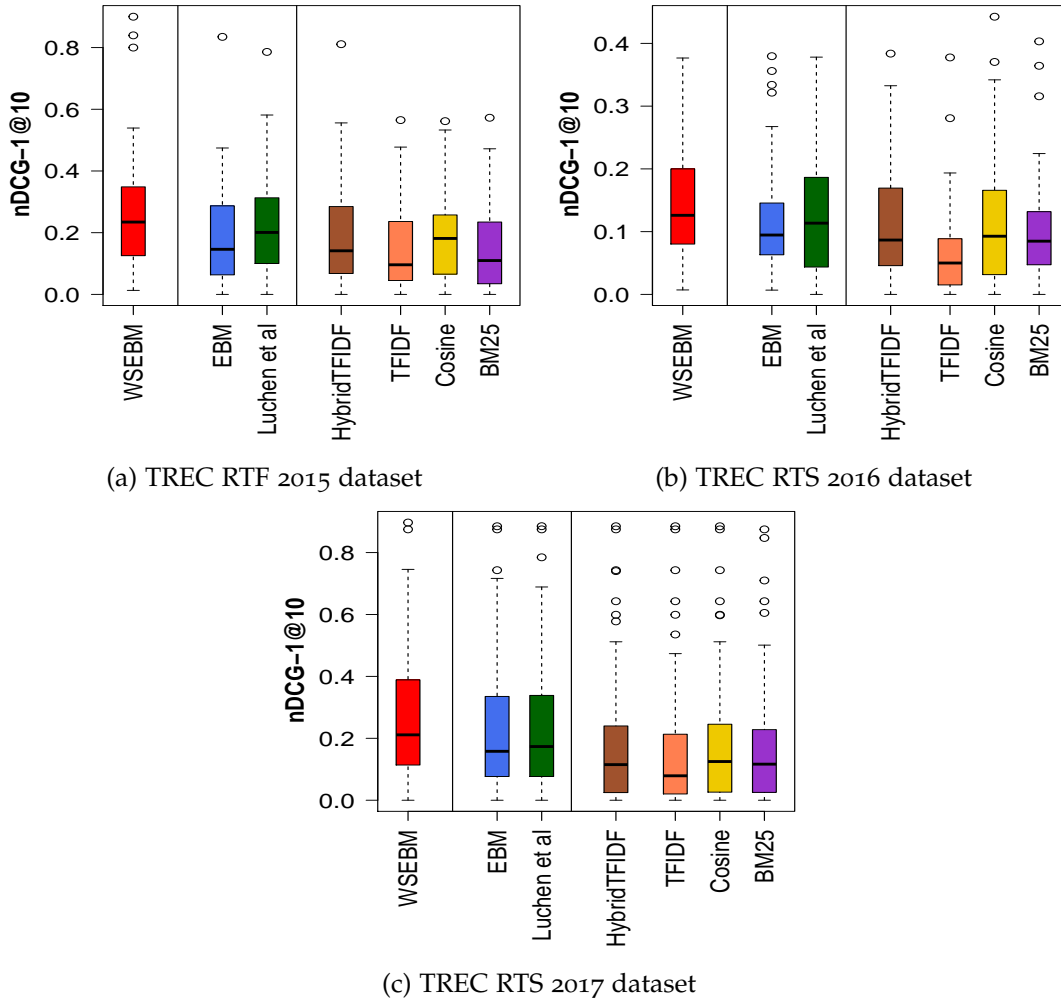 nDCG−1@10
0.8
0.6
0.4
0.2
0.0
WSEBM
EBM
Luchen et al
HybridTFIDF
TFIDF
Cosine
BM25
(a) TREC RTF 2015 dataset
nDCG−1@10
0.4
0.3
0.2
0.1
0.0
WSEBM
EBM
Luchen et al
HybridTFIDF
TFIDF
Cosine
BM25
(b) TREC RTS 2016 dataset
nDCG−1@10
0.8
0.6
0.4
0.2
0.0
WSEBM
EBM
Luchen et al
HybridTFIDF
TFIDF
Cosine
BM25
(c) TREC RTS 2017 dataset